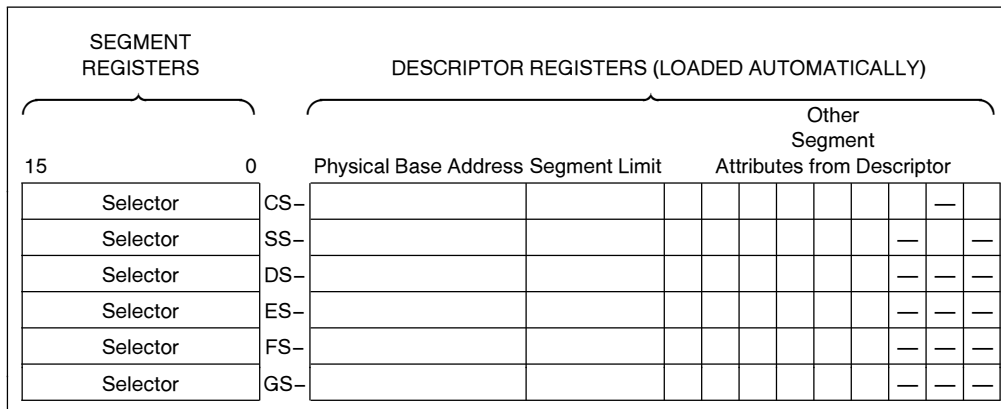 SEGMENT
REGISTERS
DESCRIPTOR REGISTERS (LOADED AUTOMATICALLY)
Other
Segment
15 0 Physical Base Address Segment Limit Attributes from Descriptor
Selector CS– —
Selector SS– — —
Selector DS– — — —
Selector ES– — — —
Selector FS– — — —
Selector GS– — — —